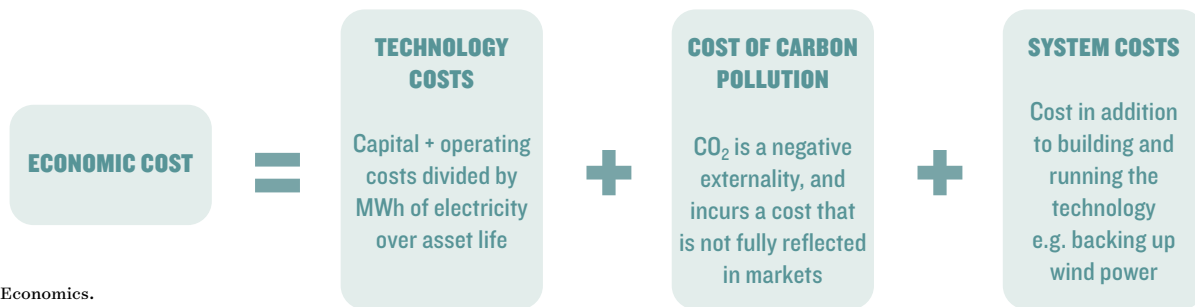 ECONOMIC COST
=
TECHNOLOGY
COSTS
Capital + operating
costs divided by
MWh of electricity
over asset life
+
COST OF CARBON
POLLUTION
CO₂ is a negative
externality, and
incurs a cost that
is not fully reflected
in markets
+
SYSTEM COSTS
Cost in addition
to building and
running the
technology
e.g. backing up
wind power
Economics.